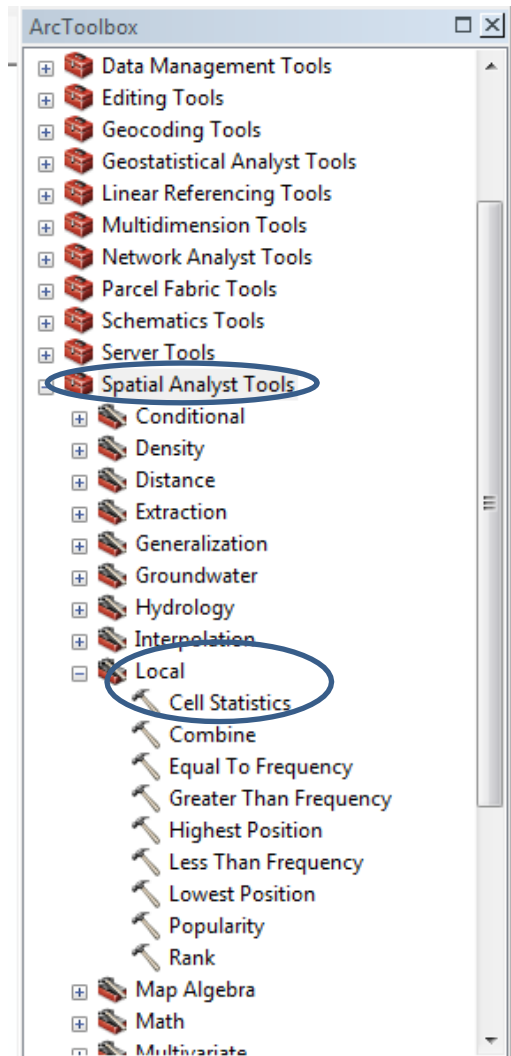 ArcToolbox
Data Management Tools
Editing Tools
Geocoding Tools
Geostatistical Analyst Tools
Linear Referencing Tools
Multidimension Tools
Network Analyst Tools
Parcel Fabric Tools
Schematics Tools
Server Tools
Spatial Analyst Tools
Conditional
Density
Distance
Extraction
Generalization
Groundwater
Hydrology
Interpolation
Local
Cell Statistics
Combine
Equal To Frequency
Greater Than Frequency
Highest Position
Less Than Frequency
Lowest Position
Popularity
Rank
Map Algebra
Math
Multivariate